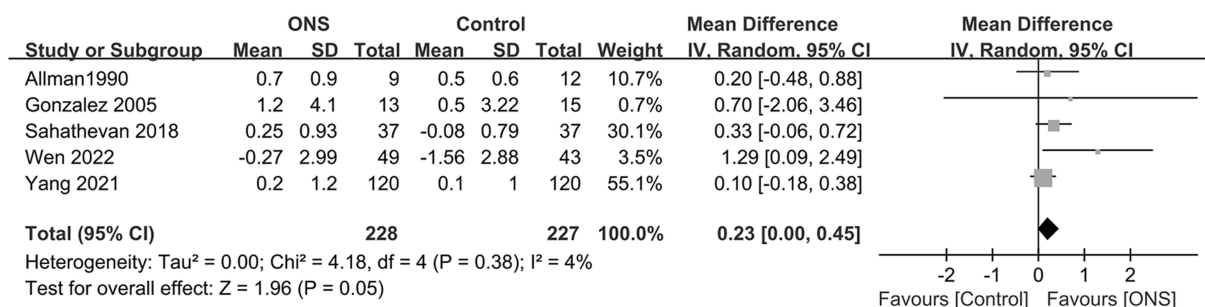 ONS Control Mean Difference Mean Difference
Study or Subgroup Mean SD Total Mean SD Total Weight IV, Random, 95% CI IV, Random, 95% CI
Allman1990 0.7 0.9 9 0.5 0.6 12 10.7% 0.20 [-0.48, 0.88]
Gonzalez 2005 1.2 4.1 13 0.5 3.22 15 0.7% 0.70 [-2.06, 3.46]
Sahathevan 2018 0.25 0.93 37 -0.08 0.79 37 30.1% 0.33 [-0.06, 0.72]
Wen 2022 -0.27 2.99 49 -1.56 2.88 43 3.5% 1.29 [0.09, 2.49]
Yang 2021 0.2 1.2 120 0.1 1 120 55.1% 0.10 [-0.18, 0.38]
Total (95% CI) 228 227 100.0% 0.23 [0.00, 0.45]
Heterogeneity: Tau² = 0.00; Chi² = 4.18, df = 4 (P = 0.38); I² = 4%
Test for overall effect: Z = 1.96 (P = 0.05)
-2 -1 0 1 2
Favours [Control] Favours [ONS]